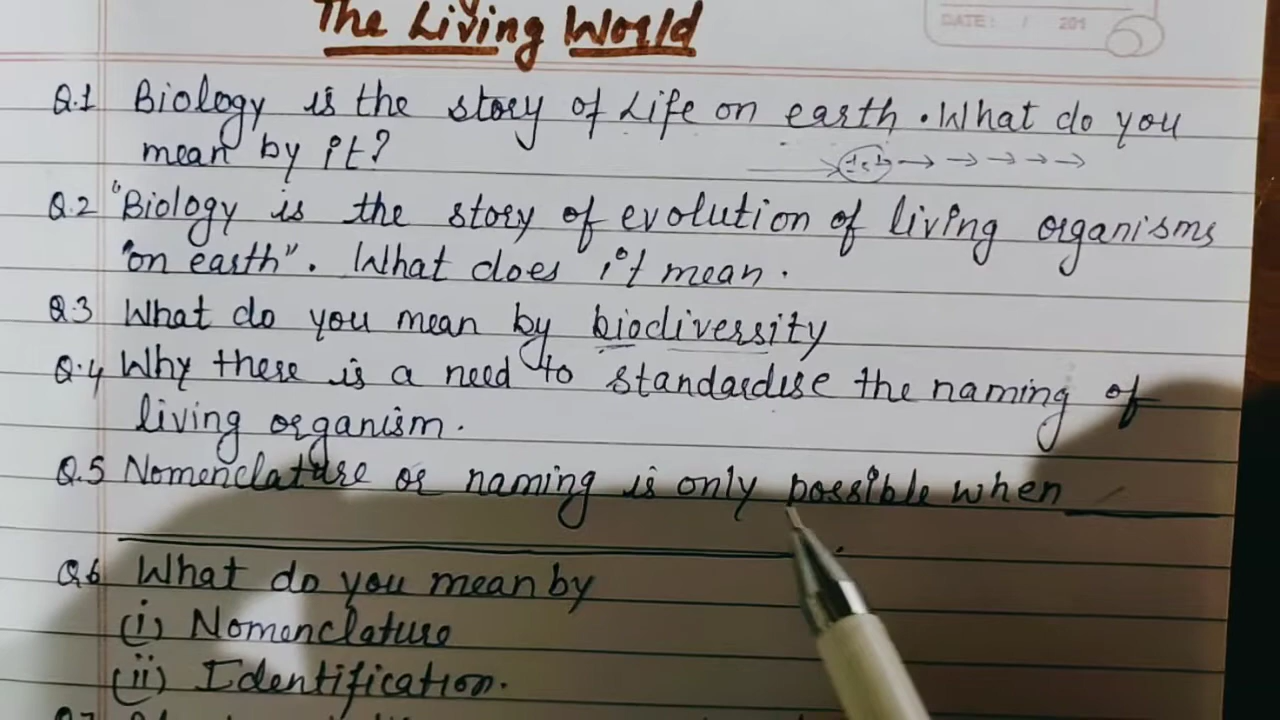 The Living World
DATE: / 201
Q.1 Biology is the story of Life on earth. What do you
mean by it?
Q.2 "Biology is the story of evolution of living organisms
on earth". What does it mean.
Q.3 What do you mean by biodiversity
Q.4 Why there is a need to standardise the naming of
living organism.
Q.5 Nomenclature or naming is only possible when
Q.6 What do you mean by
(i) Nomenclature
(ii) Identification.